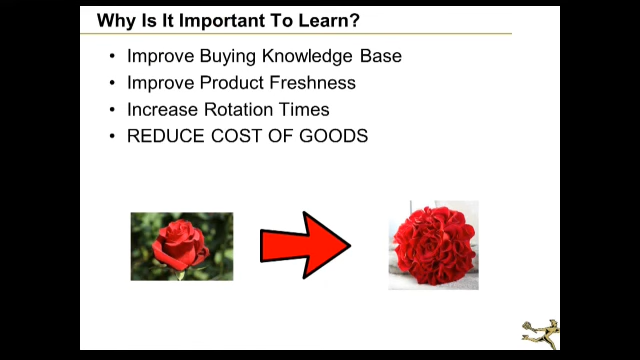 Why Is It Important To Learn?
• Improve Buying Knowledge Base
• Improve Product Freshness
• Increase Rotation Times
• REDUCE COST OF GOODS